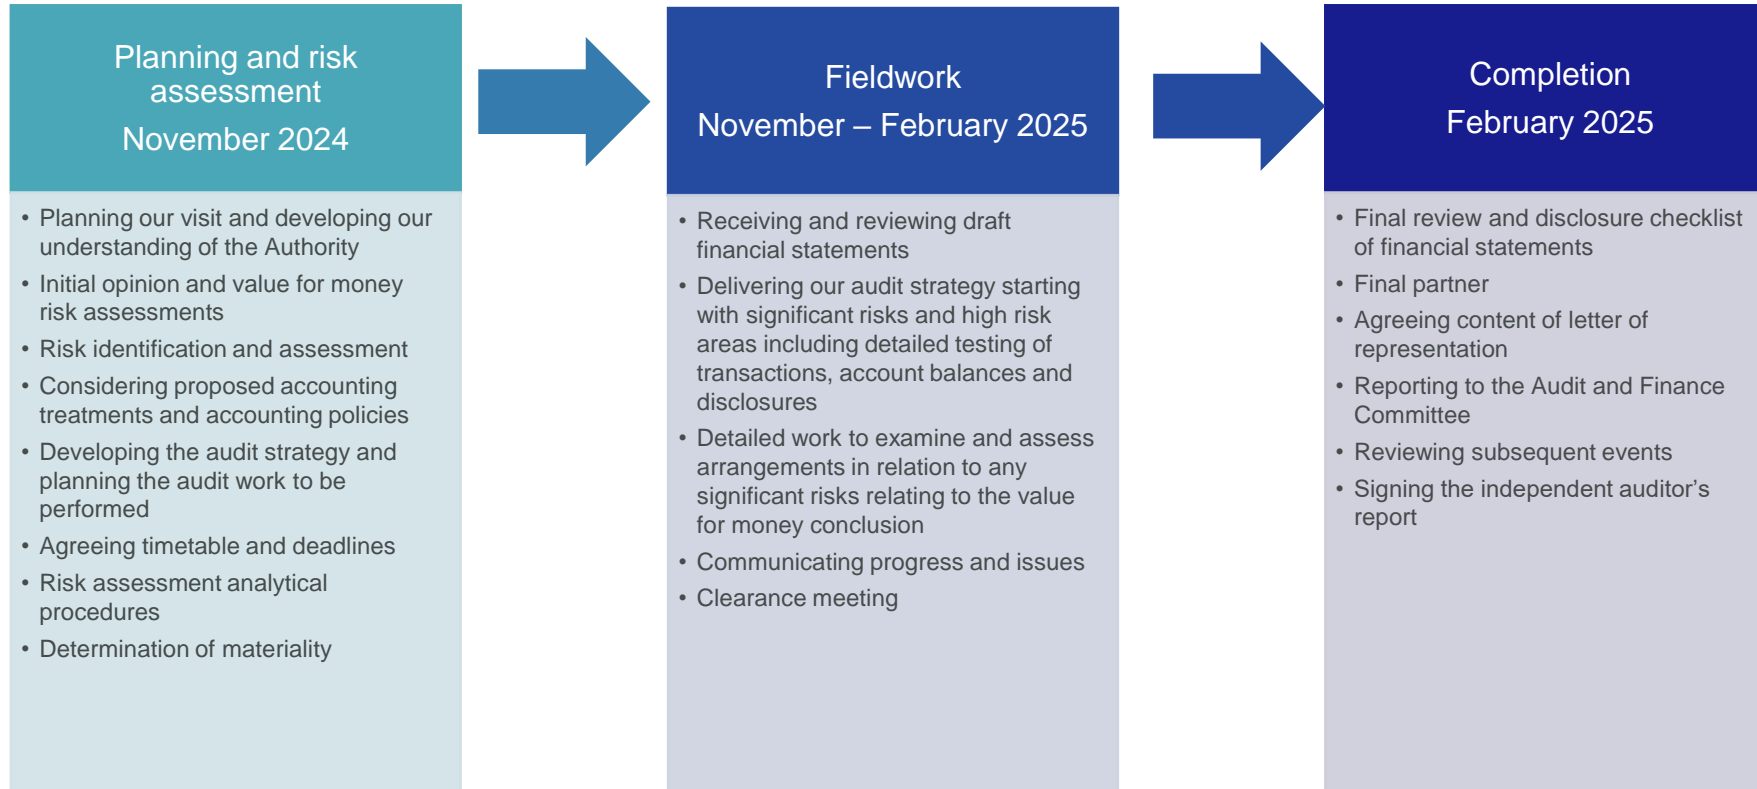 Planning and risk
assessment
November 2024
• Planning our visit and developing our
understanding of the Authority
• Initial opinion and value for money
risk assessments
• Risk identification and assessment
• Considering proposed accounting
treatments and accounting policies
• Developing the audit strategy and
planning the audit work to be
performed
• Agreeing timetable and deadlines
• Risk assessment analytical
procedures
• Determination of materiality
Fieldwork
November – February 2025
• Receiving and reviewing draft
financial statements
• Delivering our audit strategy starting
with significant risks and high risk
areas including detailed testing of
transactions, account balances and
disclosures
• Detailed work to examine and assess
arrangements in relation to any
significant risks relating to the value
for money conclusion
• Communicating progress and issues
• Clearance meeting
Completion
February 2025
• Final review and disclosure checklist
of financial statements
• Final partner
• Agreeing content of letter of
representation
• Reporting to the Audit and Finance
Committee
• Reviewing subsequent events
• Signing the independent auditor’s
report